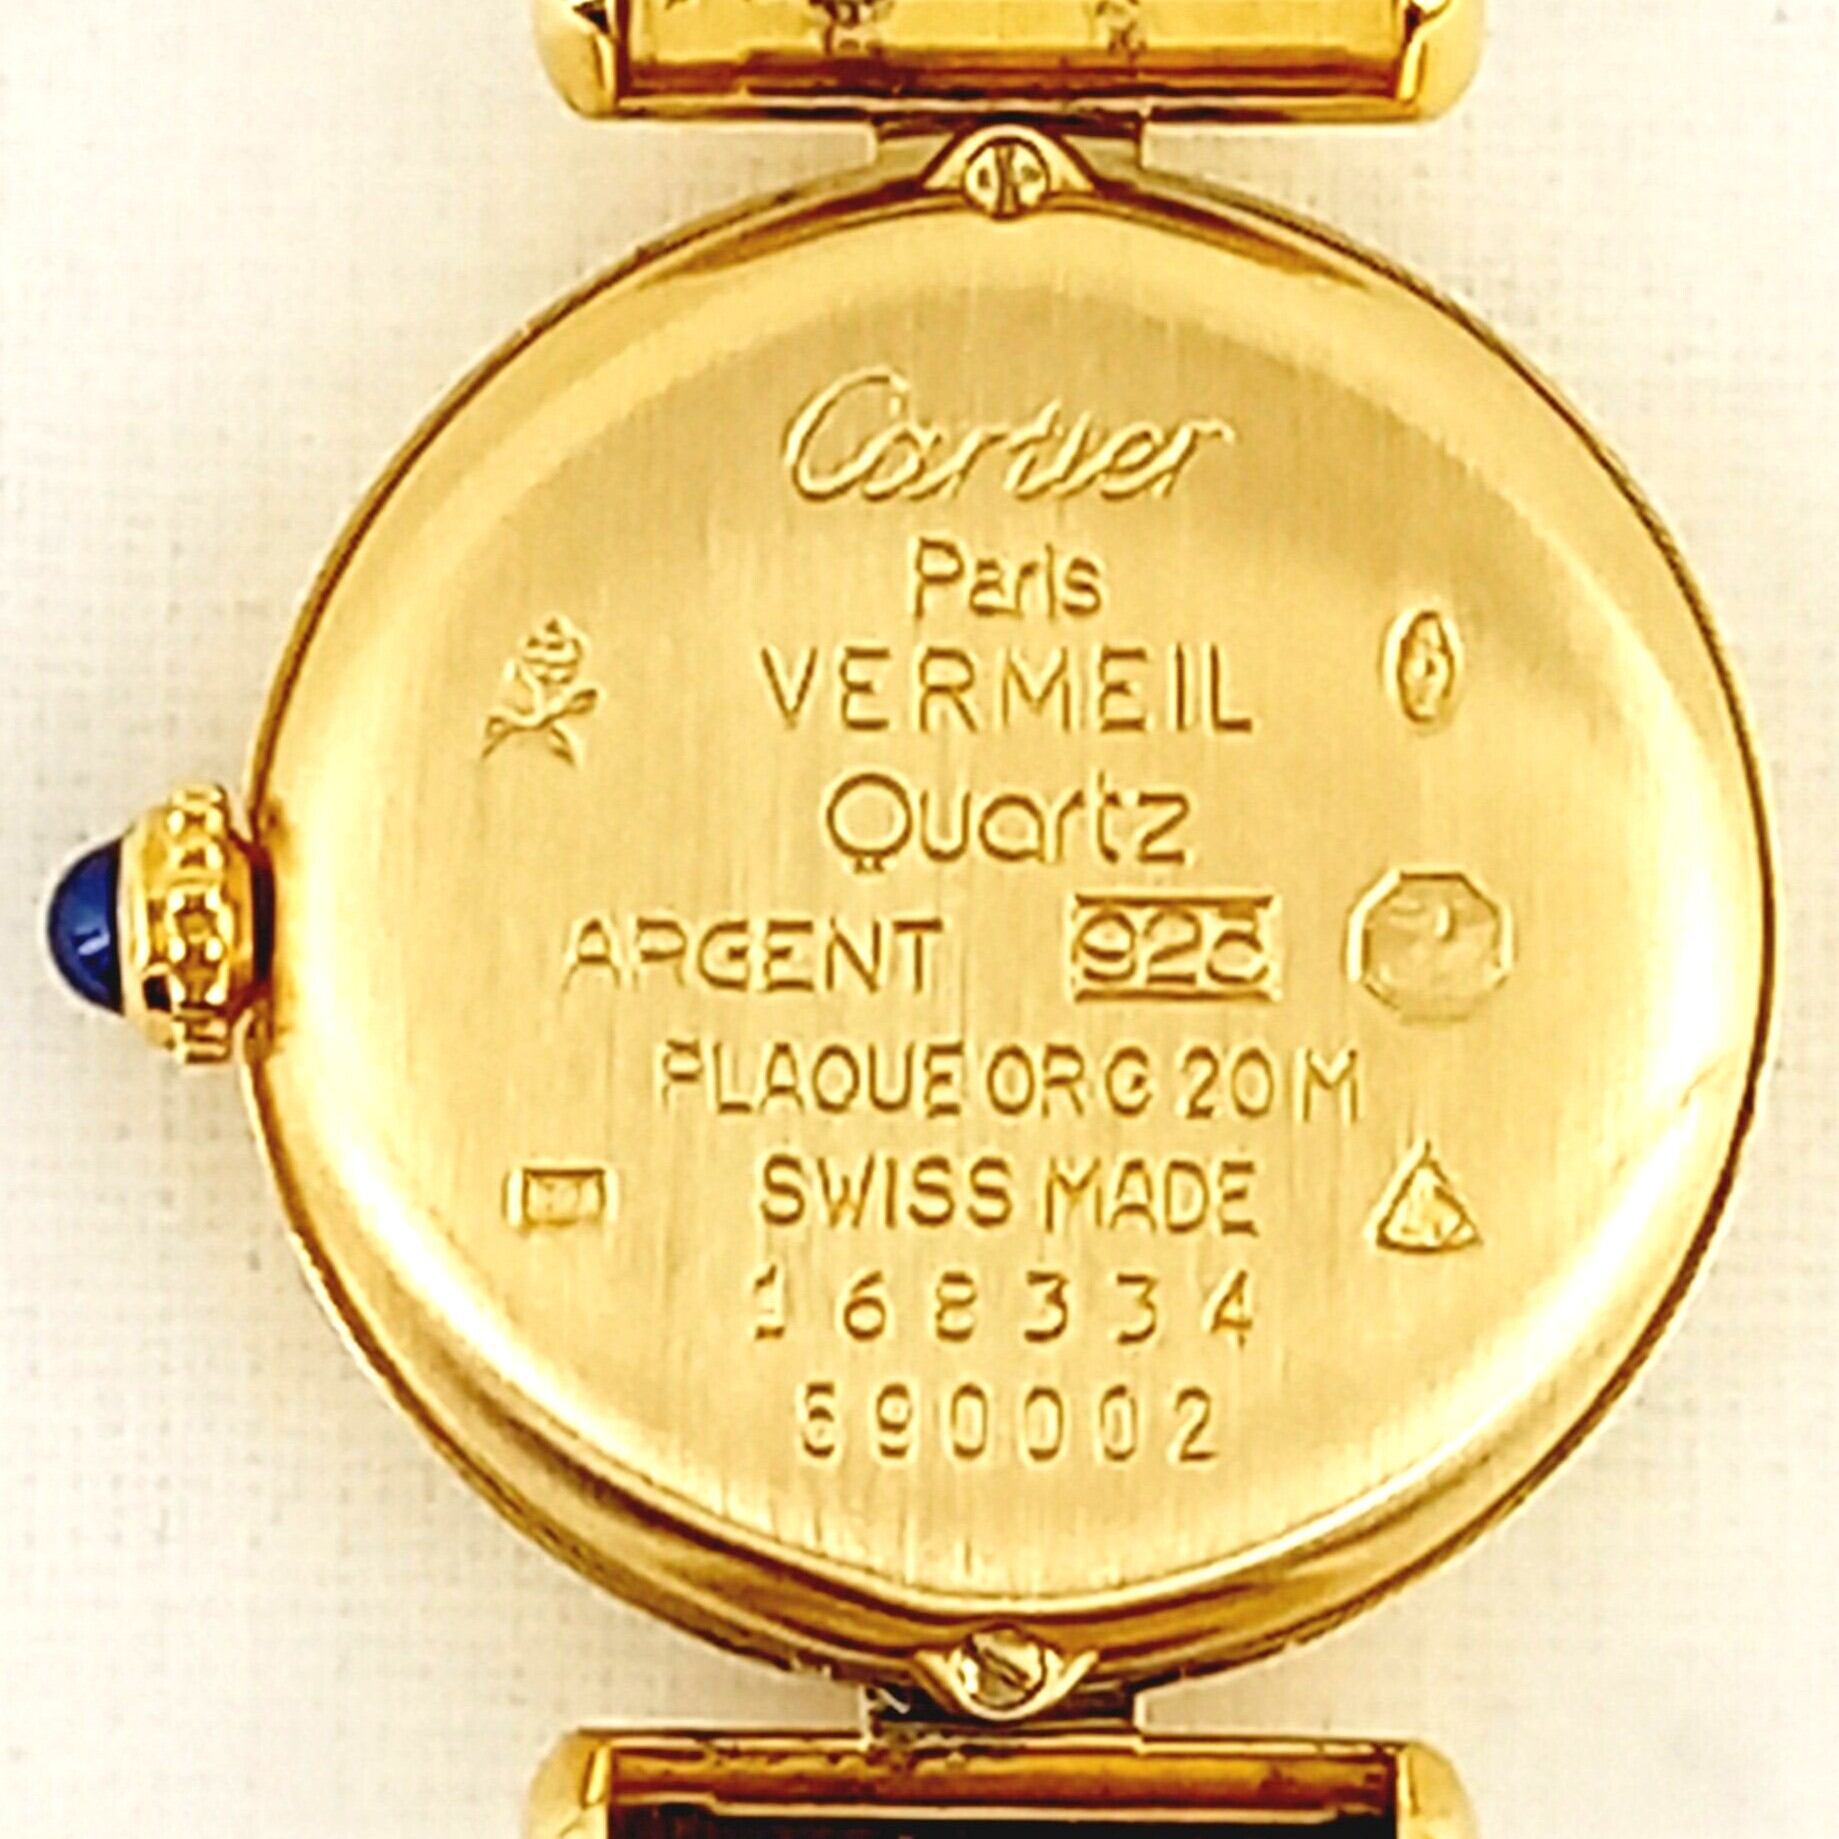 Cartier
Paris
VERMEIL
Quartz
ARGENT 925
PLAQUE OR G 20 M
SWISS MADE
168334
590002